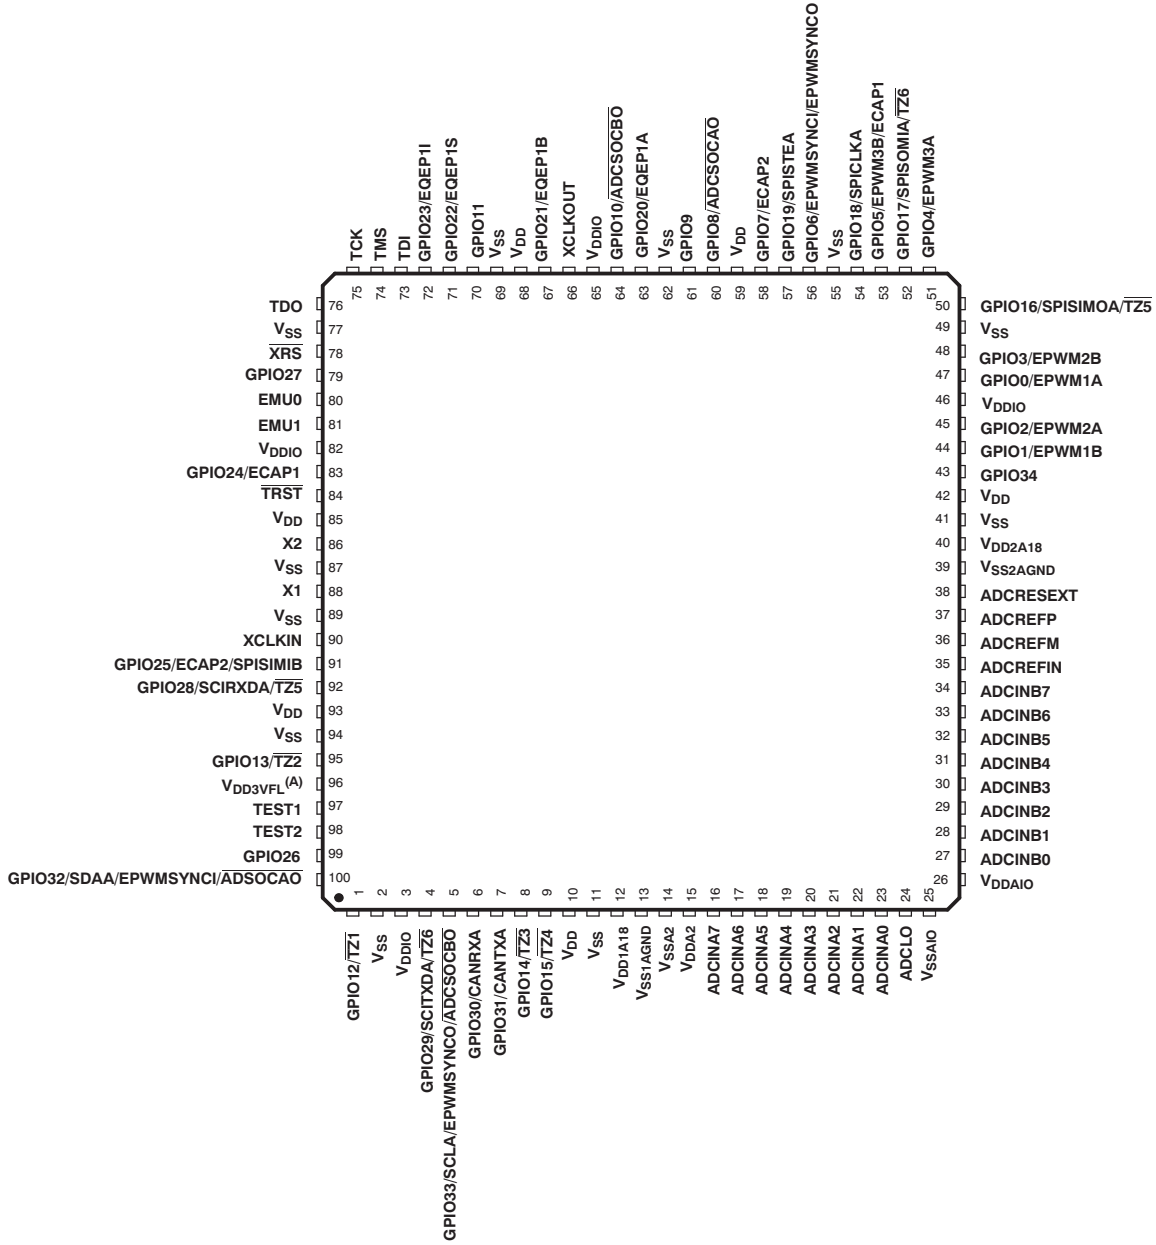 GPIO6/EPWMSYNCI/EPWMSYNCO
TCK
TMS
TDI
GPIO23/EQEP1I
GPIO22/EQEP1S
GPIO11
VSS
VDD
GPIO21/EQEP1B
XCLKOUT
VDDIO
GPIO10/ADCSOCBO
GPIO20/EQEP1A
VSS
GPIO9
GPIO8/ADCSOCAO
VDD
GPIO7/ECAP2
GPIO19/SPISTEA
VSS
GPIO18/SPICLKA
GPIO5/EPWM3B/ECAP1
GPIO17/SPISOMIA/TZ6
GPIO4/EPWM3A
75 74 73 72 71 70 69 68 67 66 65 64 63 62 61 60 59 58 57 56 55 54 53 52 51
TDO 76
VSS 77
XRS 78
GPIO27 79
EMU0 80
EMU1 81
VDDIO 82
GPIO24/ECAP1 83
TRST 84
VDD 85
X2 86
VSS 87
X1 88
VSS 89
XCLKIN 90
GPIO25/ECAP2/SPISIMIB 91
GPIO28/SCIRXDA/TZ5 92
VDD 93
VSS 94
GPIO13/TZ2 95
VDD3VFL(A) 96
TEST1 97
TEST2 98
GPIO26 99
GPIO32/SDAA/EPWMSYNCI/ADSOCAO 100
50 GPIO16/SPISIMOA/TZ5
49 VSS
48 GPIO3/EPWM2B
47 GPIO0/EPWM1A
46 VDDIO
45 GPIO2/EPWM2A
44 GPIO1/EPWM1B
43 GPIO34
42 VDD
41 VSS
40 VDD2A18
39 VSS2AGND
38 ADCRESEXT
37 ADCREFP
36 ADCREFM
35 ADCREFIN
34 ADCINB7
33 ADCINB6
32 ADCINB5
31 ADCINB4
30 ADCINB3
29 ADCINB2
28 ADCINB1
27 ADCINB0
26 VDDAIO
1 2 3 4 5 6 7 8 9 10 11 12 13 14 15 16 17 18 19 20 21 22 23 24 25
GPIO12/TZ1
VSS
VDDIO
GPIO29/SCITXDA/TZ6
GPIO33/SCLA/EPWMSYNCO/ADCSOCBO
GPIO30/CANRXA
GPIO31/CANTXA
GPIO14/TZ3
GPIO15/TZ4
VDD
VSS
VDD1A18
VSS1AGND
VSSA2
VDDA2
ADCINA7
ADCINA6
ADCINA5
ADCINA4
ADCINA3
ADCINA2
ADCINA1
ADCINA0
ADCLO
VSSAIO